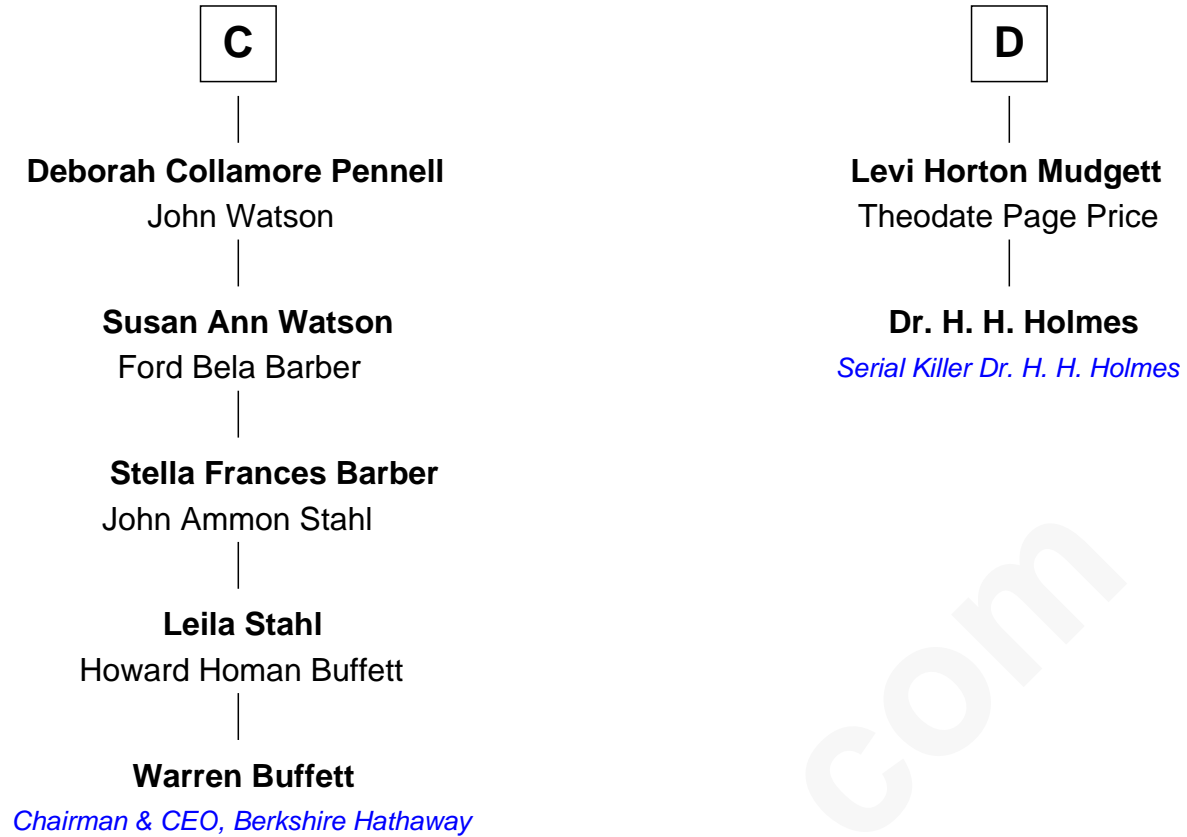 C
Deborah Collamore Pennell
John Watson
Susan Ann Watson
Ford Bela Barber
Stella Frances Barber
John Ammon Stahl
Leila Stahl
Howard Homan Buffett
Warren Buffett
Chairman & CEO, Berkshire Hathaway
D
Levi Horton Mudgett
Theodate Page Price
Dr. H. H. Holmes
Serial Killer Dr. H. H. Holmes
com